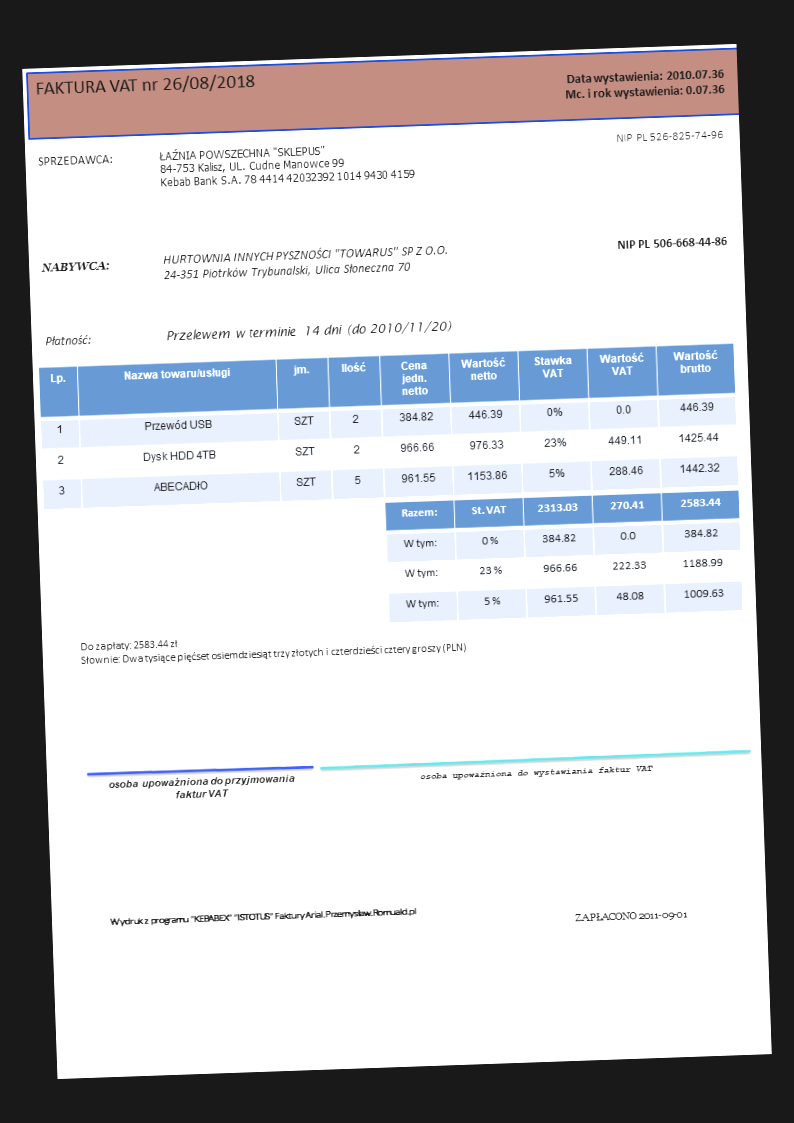 FAKTURA VAT nr 26/08/2018
Data wystawienia: 2010.07.36
Mc. i rok wystawienia: 0.07.36
NIP PL 526-825-74-96
SPRZEDAWCA:
ŁAŹNIA POWSZECHNA "SKLEPUS"
84-753 Kalisz, UL. Cudne Manowce 99
Kebab Bank S.A. 78 4414 42032392 1014 9430 4159
NABYWCA:
HURTOWNIA INNYCH PYSZNOŚCI "TOWARUS" SP Z O.O.
24-351 Piotrków Trybunalski, Ulica Słoneczna 70
NIP PL 506-668-44-86
Płatność: Przelewem w terminie 14 dni (do 2010/11/20)
Lp. Nazwa towaru/usługi jm. Ilość Cena jedn. netto Wartość netto Stawka VAT Wartość VAT Wartość brutto
1 Przewód USB SZT 2 384.82 446.39 0% 0.0 446.39
2 Dysk HDD 4TB SZT 2 966.66 976.33 23% 449.11 1425.44
3 ABECADłO SZT 5 961.55 1153.86 5% 288.46 1442.32
Razem: St. VAT 2313.03 270.41 2583.44
W tym: 0 % 384.82 0.0 384.82
W tym: 23 % 966.66 222.33 1188.99
W tym: 5 % 961.55 48.08 1009.63
Do zapłaty: 2583.44 zł
Słownie: Dwa tysiące pięćset osiemdziesiąt trzy złotych i czterdzieści cztery groszy (PLN)
osoba upoważniona do przyjmowania
faktur VAT
osoba upoważniona do wystawiania faktur VAT
Wydruk z programu "KEBABEX" "ISTOTUS" Faktury Arial.Przemysław.Romuald.pl
ZAPŁACONO 2011-09-01